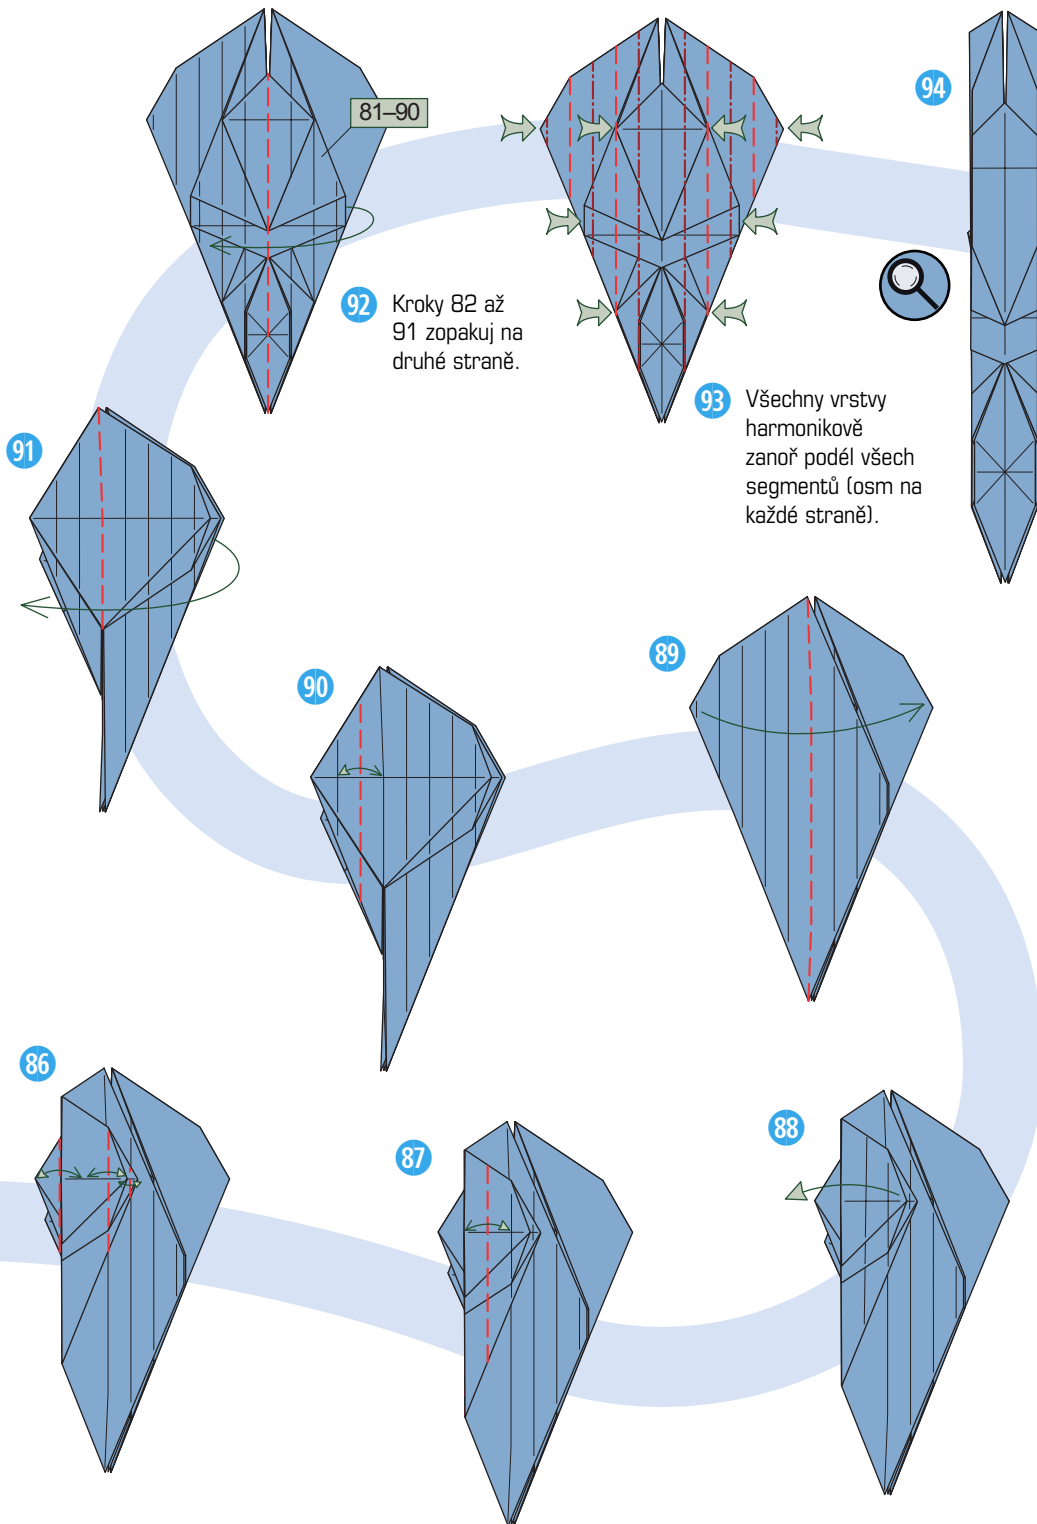 81–90
94
92
Kroky 82 až
91 zopakuj na
druhé straně.
93
Všechny vrstvy
harmonikově
zanoř podél všech
segmentů (osm na
každé straně).
91
90
89
86
87
88